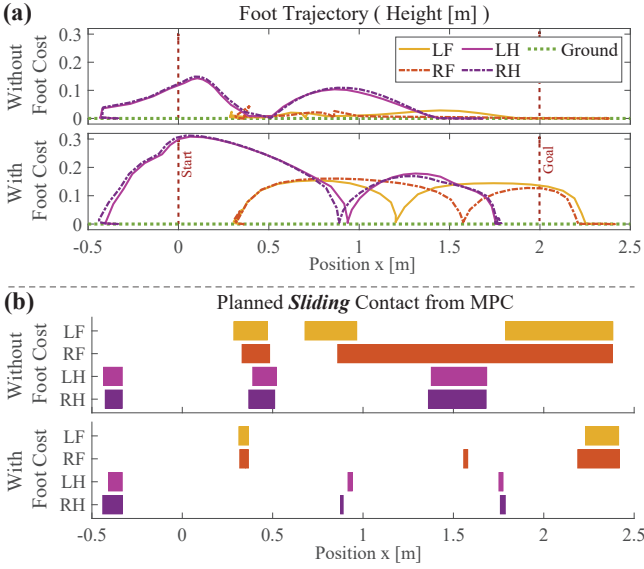 (a)
Foot Trajectory ( Height [m] )
Without
Foot Cost
0.3
0.2
0.1
0
LF
LH
Ground
RF
RH
With
Foot Cost
0.3
0.2
0.1
0
Start
Goal
-0.5
0
0.5
1
1.5
2
2.5
Position x [m]
(b)
Planned Sliding Contact from MPC
Without
Foot Cost
LF
RF
LH
RH
With
Foot Cost
LF
RF
LH
RH
-0.5
0
0.5
1
1.5
2
2.5
Position x [m]